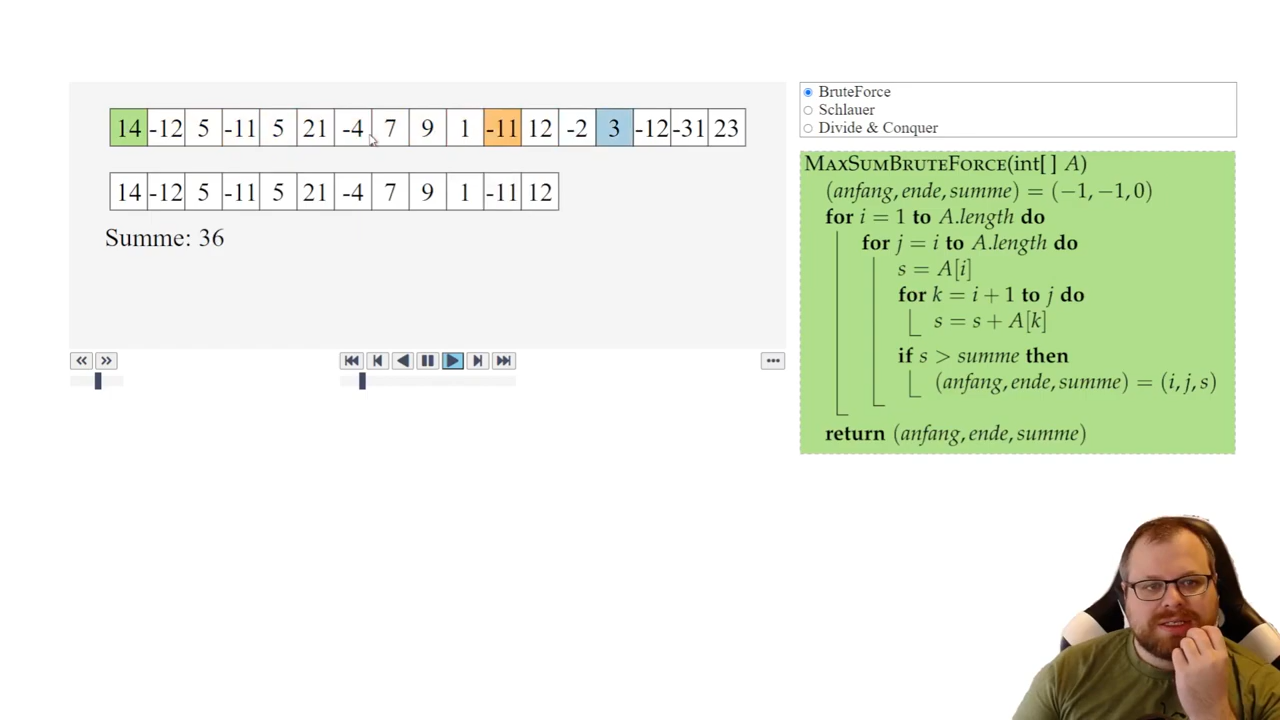 14 -12 5 -11 5 21 -4 7 9 1 -11 12 -2 3 -12 -31 23
14 -12 5 -11 5 21 -4 7 9 1 -11 12
Summe: 36
BruteForce
Schlauer
Divide & Conquer
MaxSumBruteForce(int[ ] A)
(anfang, ende, summe) = (−1, −1, 0)
for i = 1 to A.length do
for j = i to A.length do
s = A[i]
for k = i + 1 to j do
s = s + A[k]
if s > summe then
(anfang, ende, summe) = (i, j, s)
return (anfang, ende, summe)